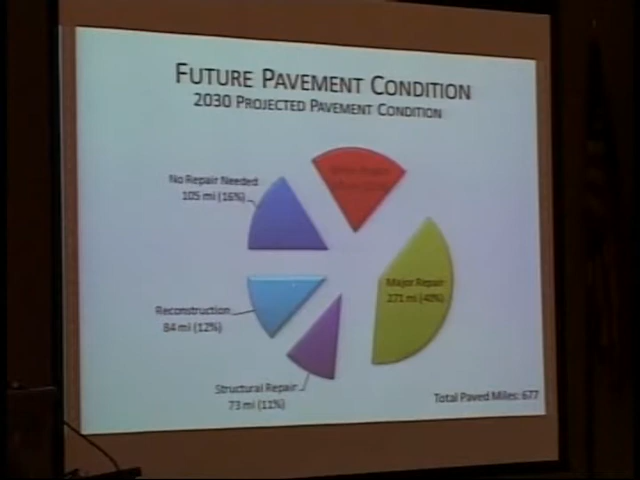 FUTURE PAVEMENT CONDITION
2030 PROJECTED PAVEMENT CONDITION
No Repair Needed
105 mi (16%)
Major Repair
271 mi (40%)
Reconstruction
84 mi (12%)
Structural Repair
73 mi (11%)
Total Paved Miles: 677